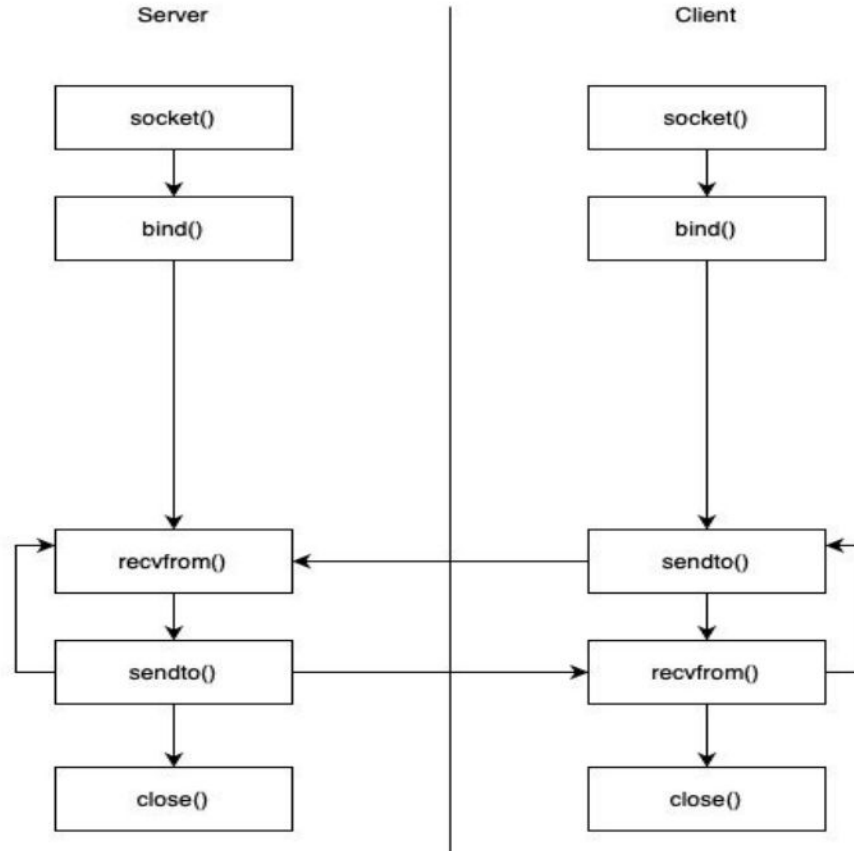 Server
Client
socket()
socket()
bind()
bind()
recvfrom()
sendto()
sendto()
recvfrom()
close()
close()